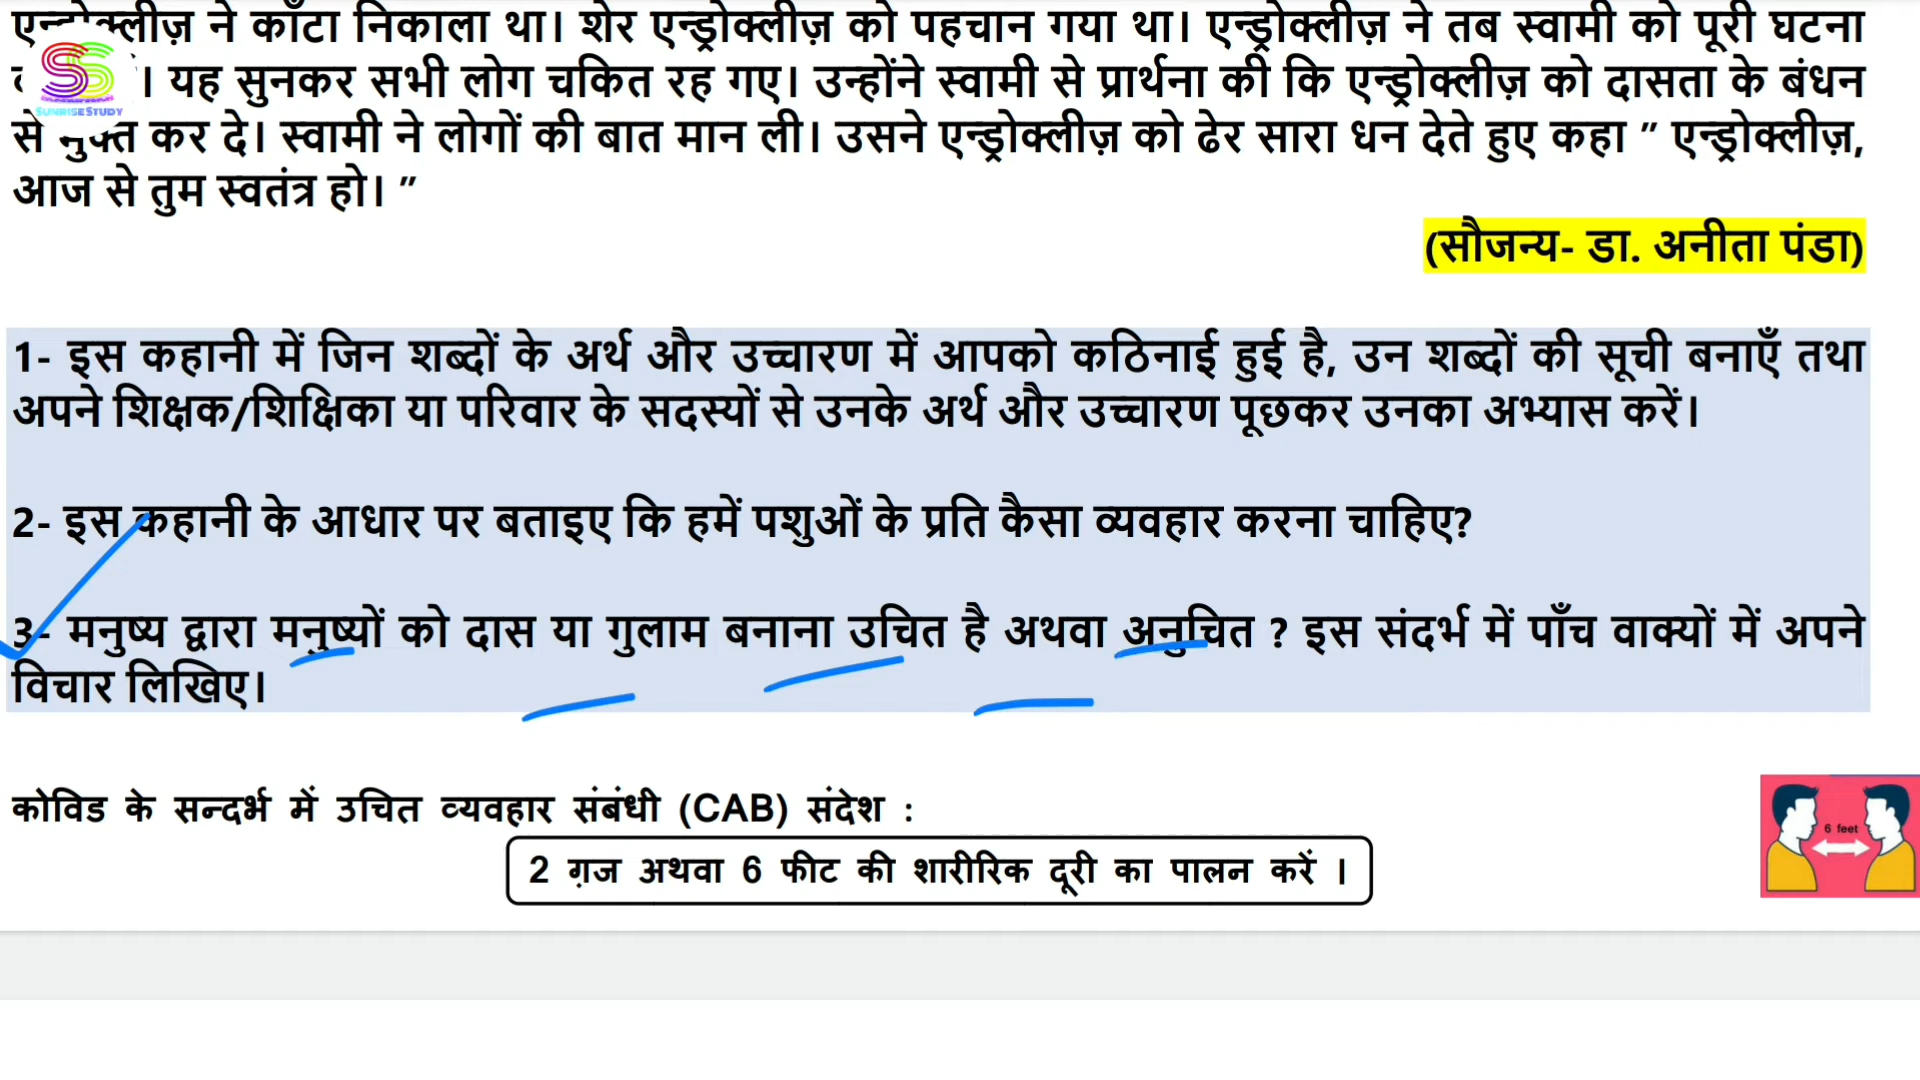 ने काँटा निकाला था। शेर एन्ड्रोक्लीज़ को पहचान गया था। एन्ड्रोक्लीज़ ने तब स्वामी को पूरी घटना
यह सुनकर सभी लोग चकित रह गए। उन्होंने स्वामी से प्रार्थना की कि एन्ड्रोक्लीज़ को दासता के बंधन
SUNRISE STUDY
से मुक्त कर दे। स्वामी ने लोगों की बात मान ली। उसने एन्ड्रोक्लीज़ को ढेर सारा धन देते हुए कहा ” एन्ड्रोक्लीज़,
आज से तुम स्वतंत्र हो। ”
(सौजन्य- डा. अनीता पंडा)
1- इस कहानी में जिन शब्दों के अर्थ और उच्चारण में आपको कठिनाई हुई है, उन शब्दों की सूची बनाएँ तथा
अपने शिक्षक/शिक्षिका या परिवार के सदस्यों से उनके अर्थ और उच्चारण पूछकर उनका अभ्यास करें।
2- इस कहानी के आधार पर बताइए कि हमें पशुओं के प्रति कैसा व्यवहार करना चाहिए?
3- मनुष्य द्वारा मनुष्यों को दास या गुलाम बनाना उचित है अथवा अनुचित ? इस संदर्भ में पाँच वाक्यों में अपने
विचार लिखिए।
कोविड के सन्दर्भ में उचित व्यवहार संबंधी (CAB) संदेश :
6 feet
2 ग़ज अथवा 6 फीट की शारीरिक दूरी का पालन करें ।